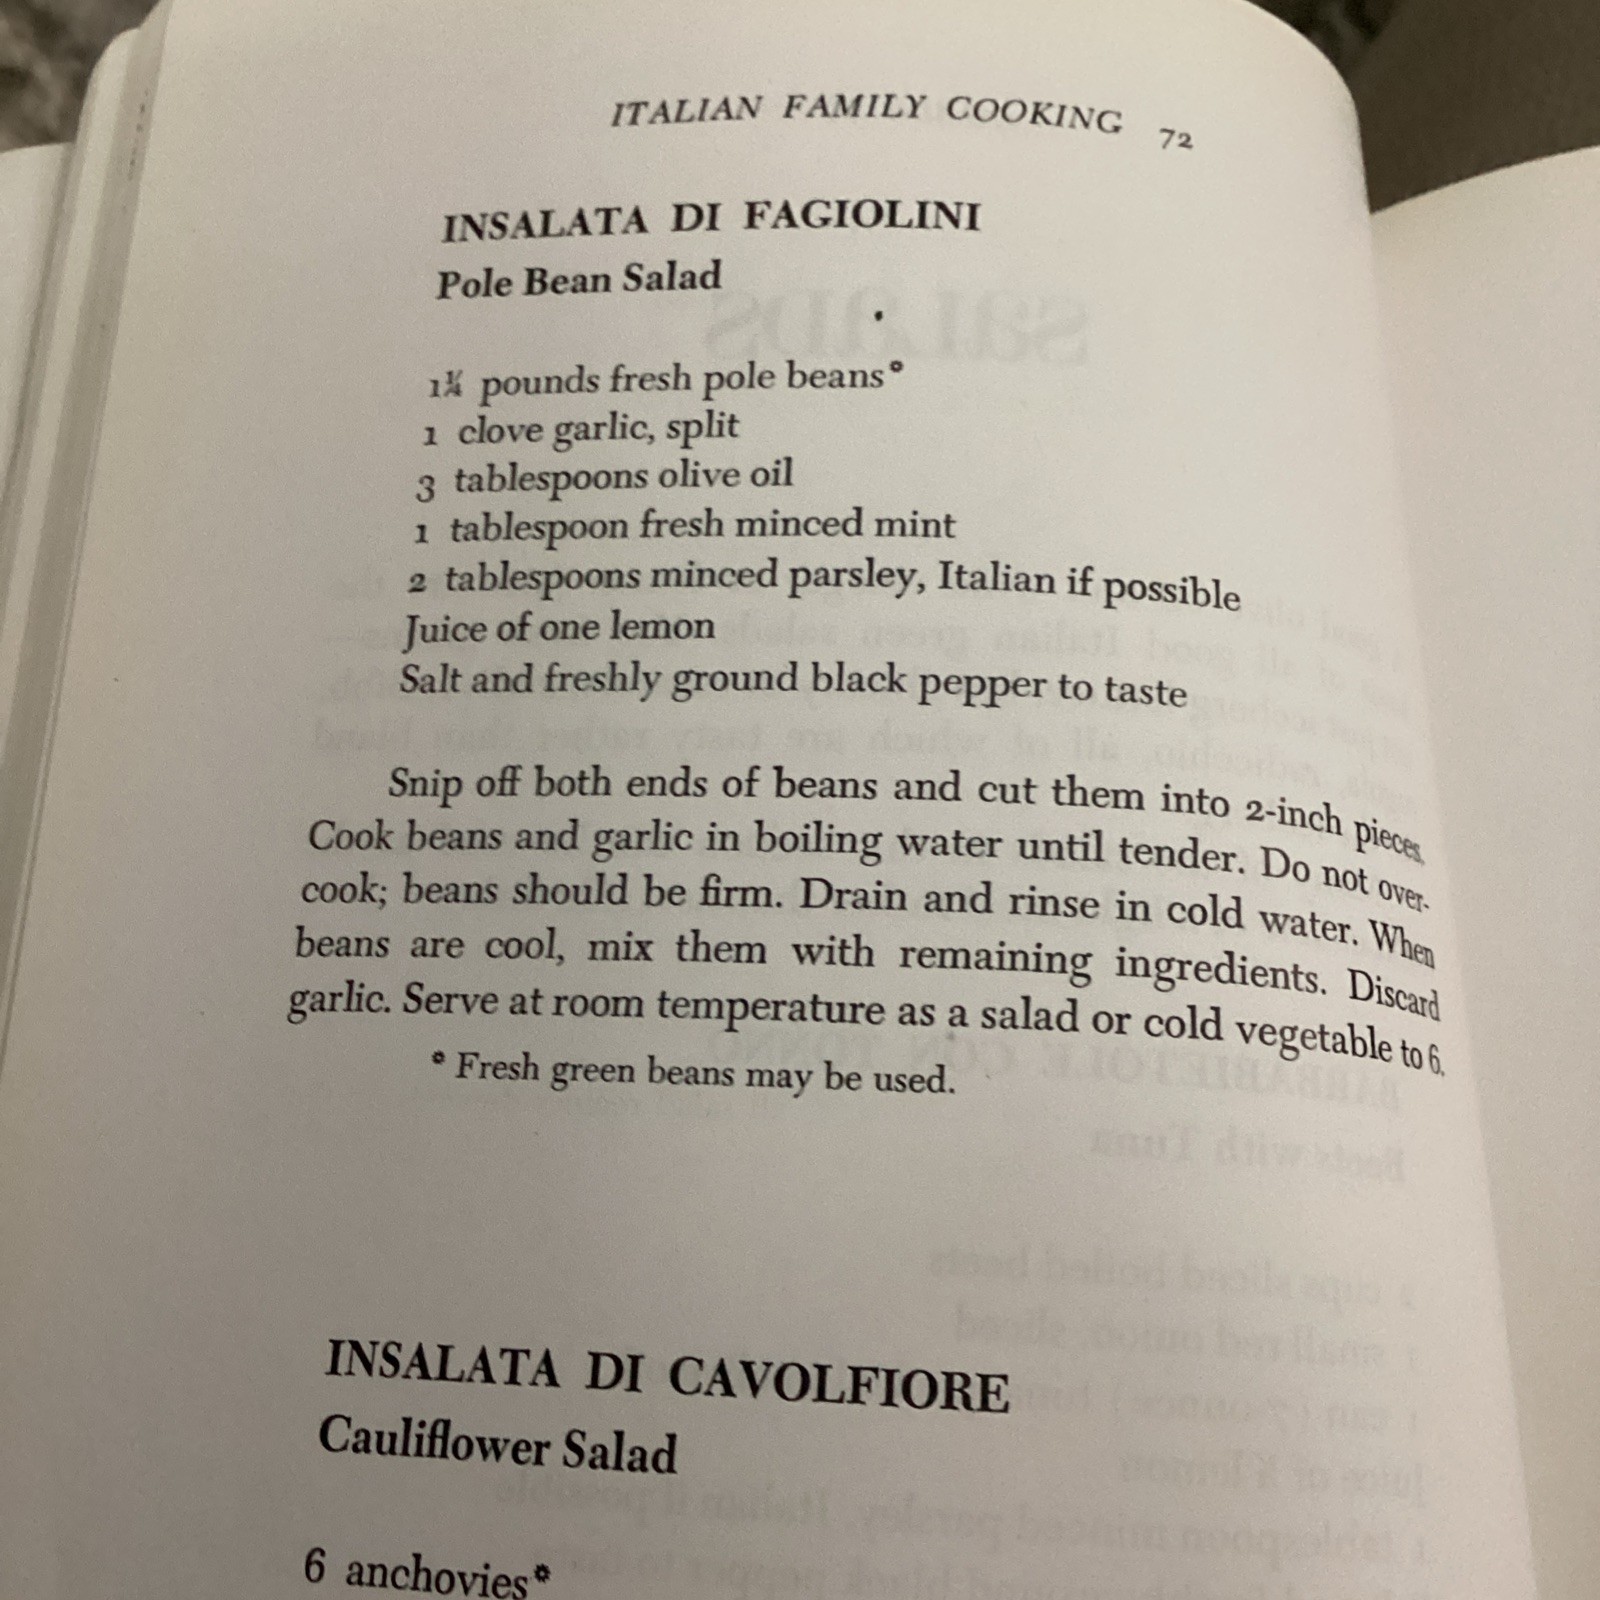 ITALIAN FAMILY COOKING 72
INSALATA DI FAGIOLINI
Pole Bean Salad
1¼ pounds fresh pole beans*
1 clove garlic, split
3 tablespoons olive oil
1 tablespoon fresh minced mint
2 tablespoons minced parsley, Italian if possible
Juice of one lemon
Salt and freshly ground black pepper to taste
Snip off both ends of beans and cut them into 2-inch pieces.
Cook beans and garlic in boiling water until tender. Do not over-
cook; beans should be firm. Drain and rinse in cold water. When
beans are cool, mix them with remaining ingredients. Discard
garlic. Serve at room temperature as a salad or cold vegetable to 6.
* Fresh green beans may be used.
INSALATA DI CAVOLFIORE
Cauliflower Salad
6 anchovies*